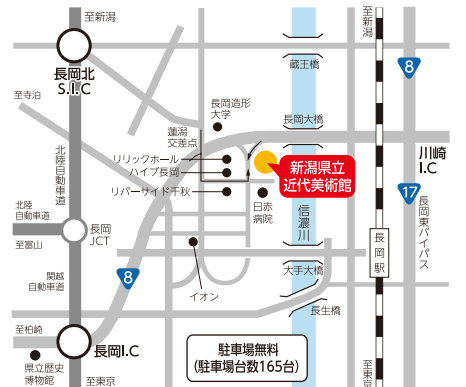 至新潟
至新潟
長岡北
S.I.C
蔵王橋
8
至寺泊
長岡造形
大学
長岡大橋
蓮潟
交差点
川崎
I.C
リリックホール
ハイブ長岡
新潟県立
近代美術館
リバーサイド千秋
17
北陸自動車道
日赤
病院
信濃川
長岡東バイパス
北陸
自動車道
長岡
JCT
至富山
長岡駅
関越
自動車道
8
イオン
大手大橋
長生橋
至柏崎
長岡I.C
駐車場無料
(駐車場台数165台)
県立歴史
博物館
至東京
至東京